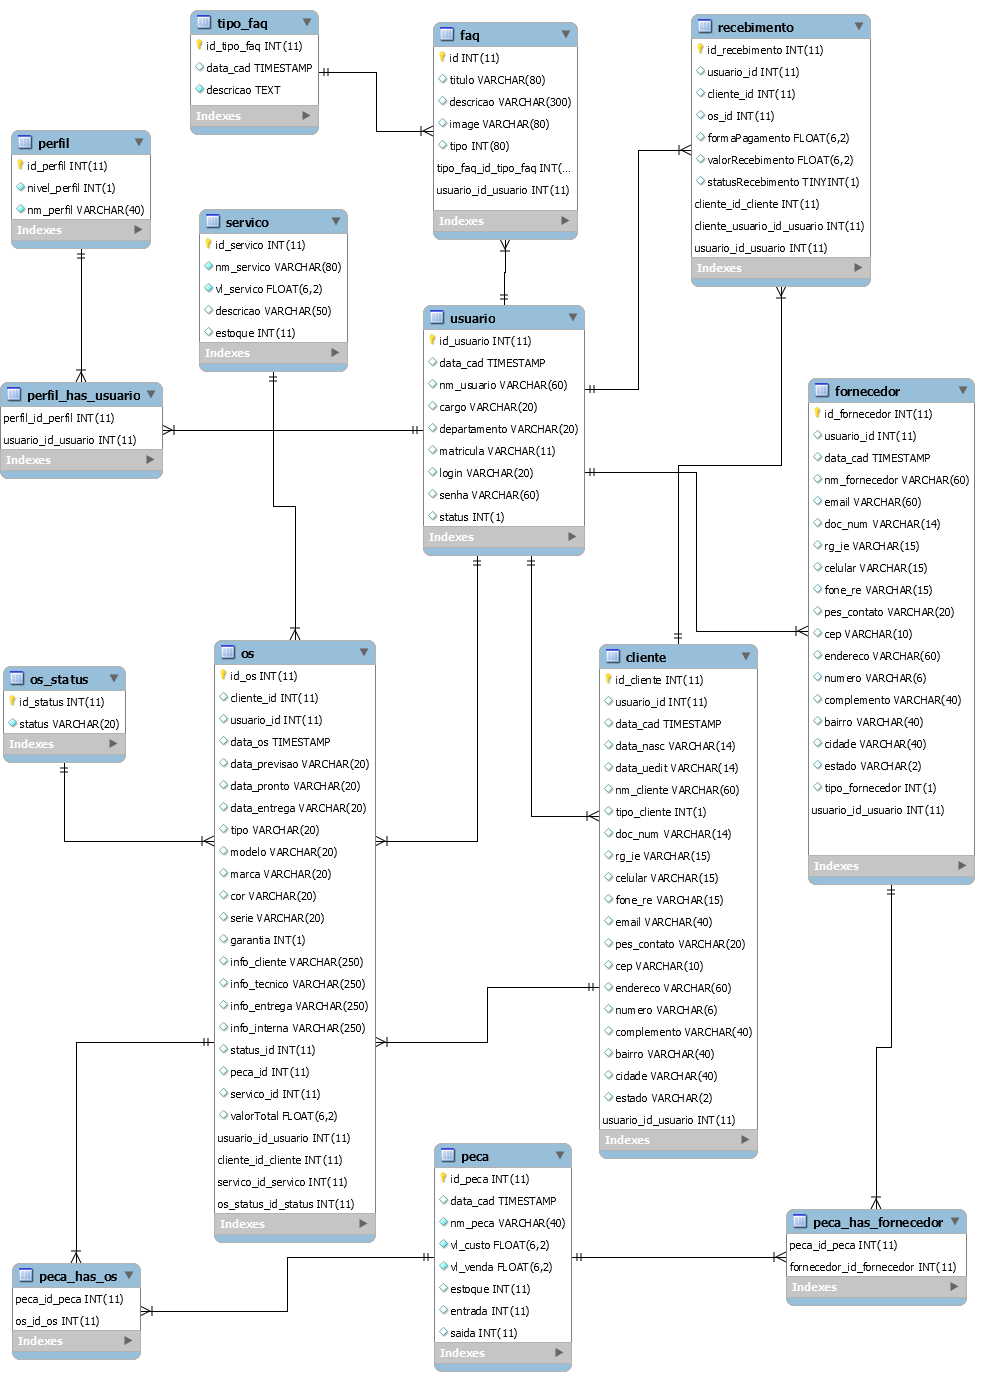 tipo_faq
id_tipo_faq INT(11)
data_cad TIMESTAMP
descricao TEXT
Indexes
faq
id INT(11)
titulo VARCHAR(80)
descricao VARCHAR(300)
image VARCHAR(80)
tipo INT(80)
tipo_faq_id_tipo_faq INT(...
usuario_id_usuario INT(11)
Indexes
recebimento
id_recebimento INT(11)
usuario_id INT(11)
cliente_id INT(11)
os_id INT(11)
formaPagamento FLOAT(6,2)
valorRecebimento FLOAT(6,2)
statusRecebimento TINYINT(1)
cliente_id_cliente INT(11)
cliente_usuario_id_usuario INT(11)
usuario_id_usuario INT(11)
Indexes
perfil
id_perfil INT(11)
nivel_perfil INT(1)
nm_perfil VARCHAR(40)
Indexes
servico
id_servico INT(11)
nm_servico VARCHAR(80)
vl_servico FLOAT(6,2)
descricao VARCHAR(50)
estoque INT(11)
Indexes
usuario
id_usuario INT(11)
data_cad TIMESTAMP
nm_usuario VARCHAR(60)
cargo VARCHAR(20)
departamento VARCHAR(20)
matricula VARCHAR(11)
login VARCHAR(20)
senha VARCHAR(60)
status INT(1)
Indexes
perfil_has_usuario
perfil_id_perfil INT(11)
usuario_id_usuario INT(11)
Indexes
fornecedor
id_fornecedor INT(11)
usuario_id INT(11)
data_cad TIMESTAMP
nm_fornecedor VARCHAR(60)
email VARCHAR(60)
doc_num VARCHAR(14)
rg_ie VARCHAR(15)
celular VARCHAR(15)
fone_re VARCHAR(15)
pes_contato VARCHAR(20)
cep VARCHAR(10)
endereco VARCHAR(60)
numero VARCHAR(6)
complemento VARCHAR(40)
bairro VARCHAR(40)
cidade VARCHAR(40)
estado VARCHAR(2)
tipo_fornecedor INT(1)
usuario_id_usuario INT(11)
Indexes
os_status
id_status INT(11)
status VARCHAR(20)
Indexes
os
id_os INT(11)
cliente_id INT(11)
usuario_id INT(11)
data_os TIMESTAMP
data_previsao VARCHAR(20)
data_pronto VARCHAR(20)
data_entrega VARCHAR(20)
tipo VARCHAR(20)
modelo VARCHAR(20)
marca VARCHAR(20)
cor VARCHAR(20)
serie VARCHAR(20)
garantia INT(1)
info_cliente VARCHAR(250)
info_tecnico VARCHAR(250)
info_entrega VARCHAR(250)
info_interna VARCHAR(250)
status_id INT(11)
peca_id INT(11)
servico_id INT(11)
valorTotal FLOAT(6,2)
usuario_id_usuario INT(11)
cliente_id_cliente INT(11)
servico_id_servico INT(11)
os_status_id_status INT(11)
Indexes
cliente
id_cliente INT(11)
usuario_id INT(11)
data_cad TIMESTAMP
data_nasc VARCHAR(14)
data_uedit VARCHAR(14)
nm_cliente VARCHAR(60)
tipo_cliente INT(1)
doc_num VARCHAR(14)
rg_ie VARCHAR(15)
celular VARCHAR(15)
fone_re VARCHAR(15)
email VARCHAR(40)
pes_contato VARCHAR(20)
cep VARCHAR(10)
endereco VARCHAR(60)
numero VARCHAR(6)
complemento VARCHAR(40)
bairro VARCHAR(40)
cidade VARCHAR(40)
estado VARCHAR(2)
usuario_id_usuario INT(11)
Indexes
peca
id_peca INT(11)
data_cad TIMESTAMP
nm_peca VARCHAR(40)
vl_custo FLOAT(6,2)
vl_venda FLOAT(6,2)
estoque INT(11)
entrada INT(11)
saida INT(11)
Indexes
peca_has_fornecedor
peca_id_peca INT(11)
fornecedor_id_fornecedor INT(11)
Indexes
peca_has_os
peca_id_peca INT(11)
os_id_os INT(11)
Indexes